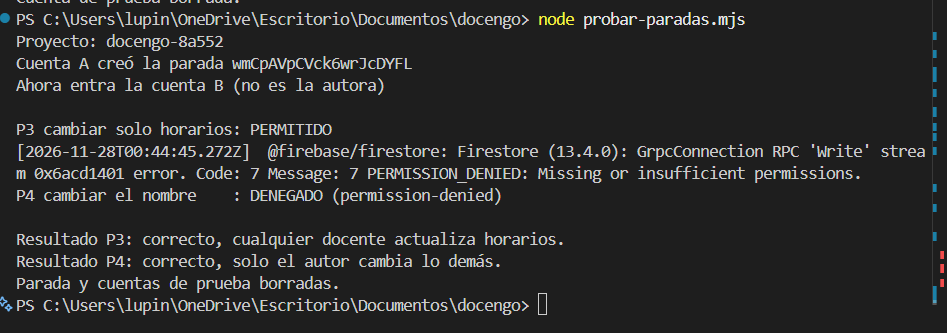 Cuenta de prueba borrada.
PS C:\Users\lupin\OneDrive\Escritorio\Documentos\docengo> node probar-paradas.mjs
Proyecto: docengo-8a552
Cuenta A creó la parada wmCpAVpCVck6wrJcDYFL
Ahora entra la cuenta B (no es la autora)
P3 cambiar solo horarios: PERMITIDO
[2026-11-28T00:44:45.272Z]  @firebase/firestore: Firestore (13.4.0): GrpcConnection RPC 'Write' strea
m 0x6acd1401 error. Code: 7 Message: 7 PERMISSION_DENIED: Missing or insufficient permissions.
P4 cambiar el nombre    : DENEGADO (permission-denied)
Resultado P3: correcto, cualquier docente actualiza horarios.
Resultado P4: correcto, solo el autor cambia lo demás.
Parada y cuentas de prueba borradas.
PS C:\Users\lupin\OneDrive\Escritorio\Documentos\docengo>